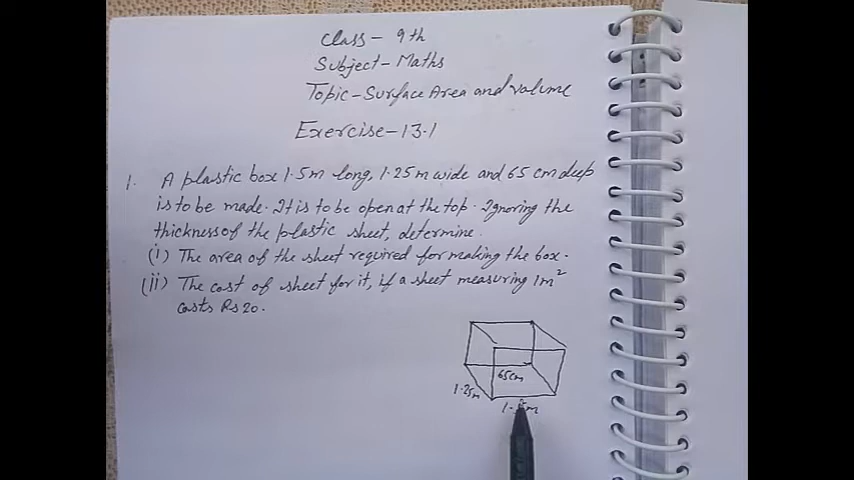 Class - 9th
Subject - Maths
Topic - Surface Area and volume
Exercise - 13.1
1. A plastic box 1.5m long, 1.25m wide and 65 cm deep
is to be made. It is to be open at the top. Ignoring the
thickness of the plastic sheet, determine.
(i) The area of the sheet required for making the box.
(ii) The cost of sheet for it, if a sheet measuring 1m²
costs Rs 20.
65cm
1.25m